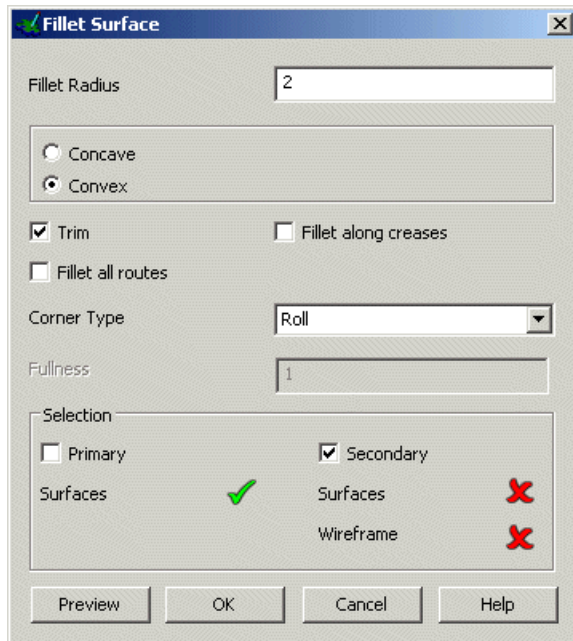 Fillet Surface
Fillet Radius 2
Concave
Convex
Trim Fillet along creases
Fillet all routes
Corner Type Roll
Fullness 1
Selection
Primary Secondary
Surfaces Surfaces
Wireframe
Preview OK Cancel Help